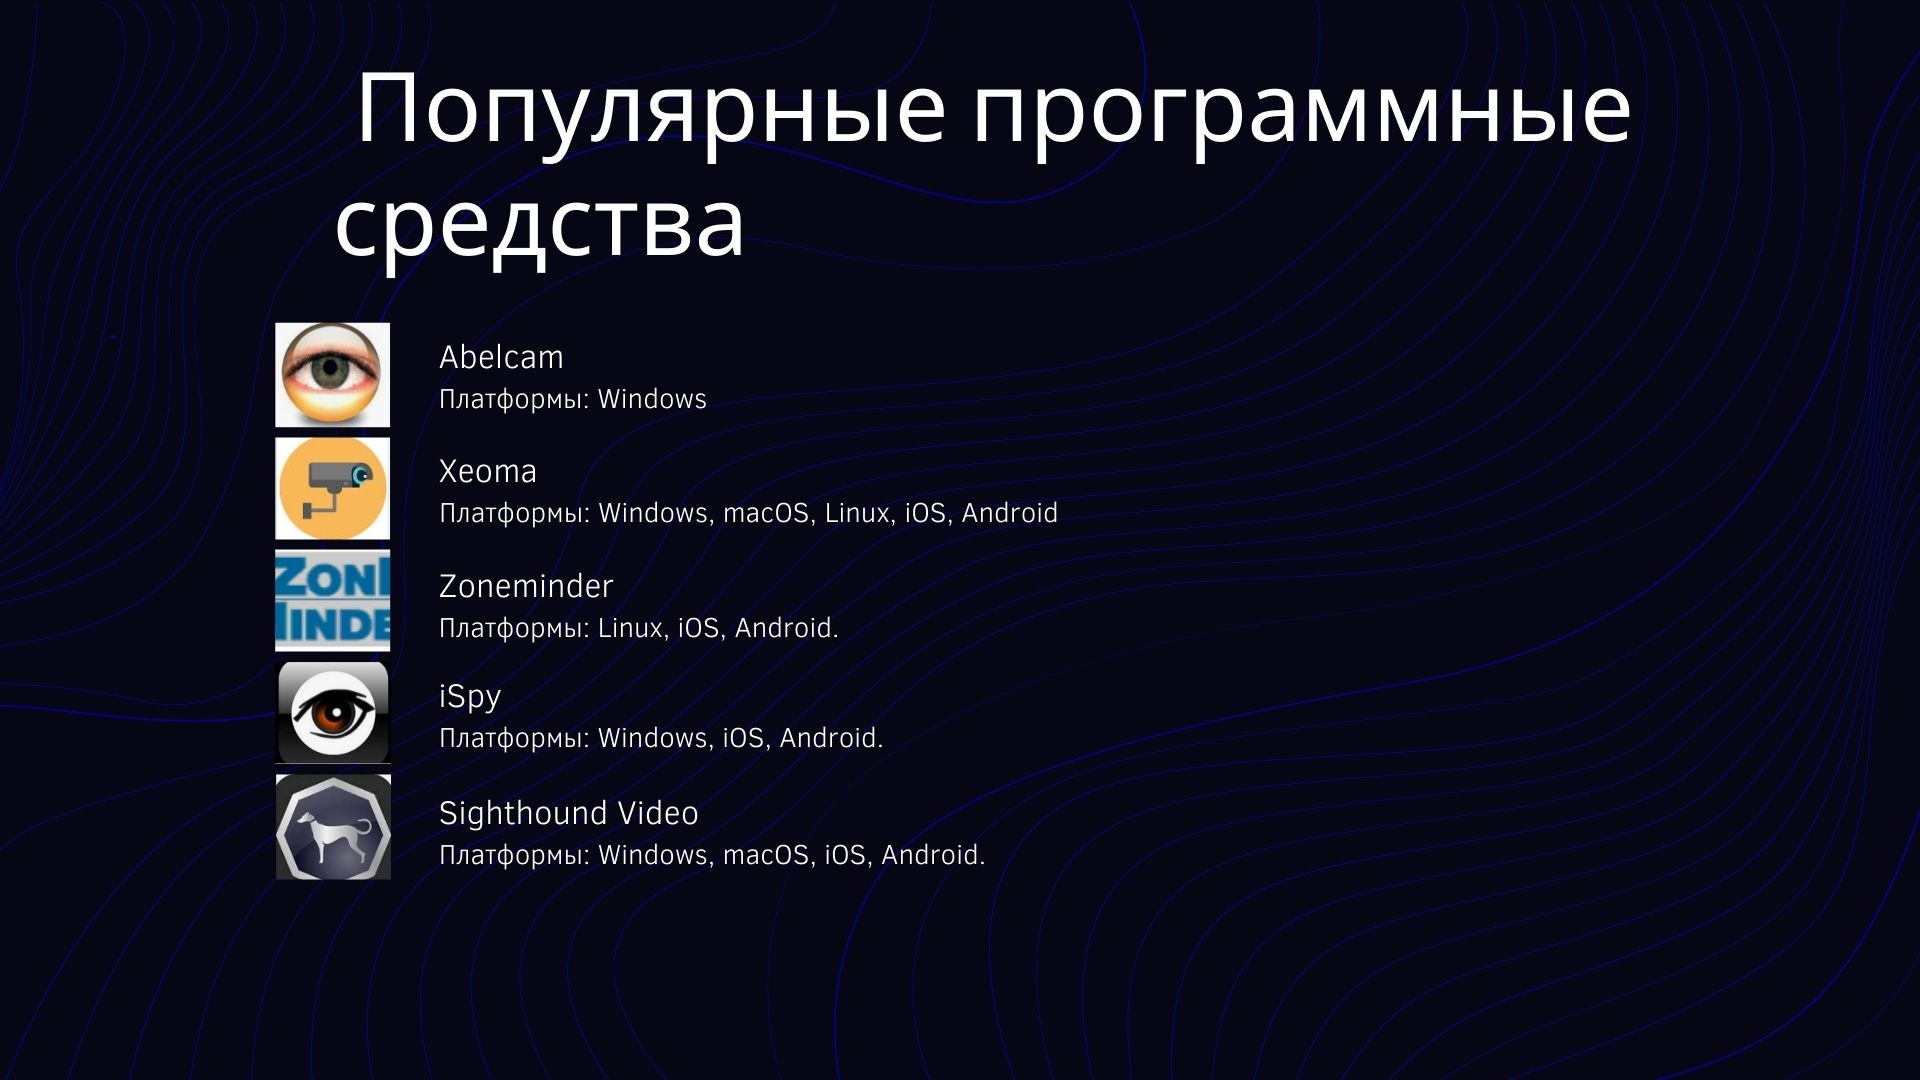 Популярные программные
средства
Abelcam
Платформы: Windows
Xeoma
Платформы: Windows, macOS, Linux, iOS, Android
ZONE
MINDE
Zoneminder
Платформы: Linux, iOS, Android.
iSpy
Платформы: Windows, iOS, Android.
Sighthound Video
Платформы: Windows, macOS, iOS, Android.